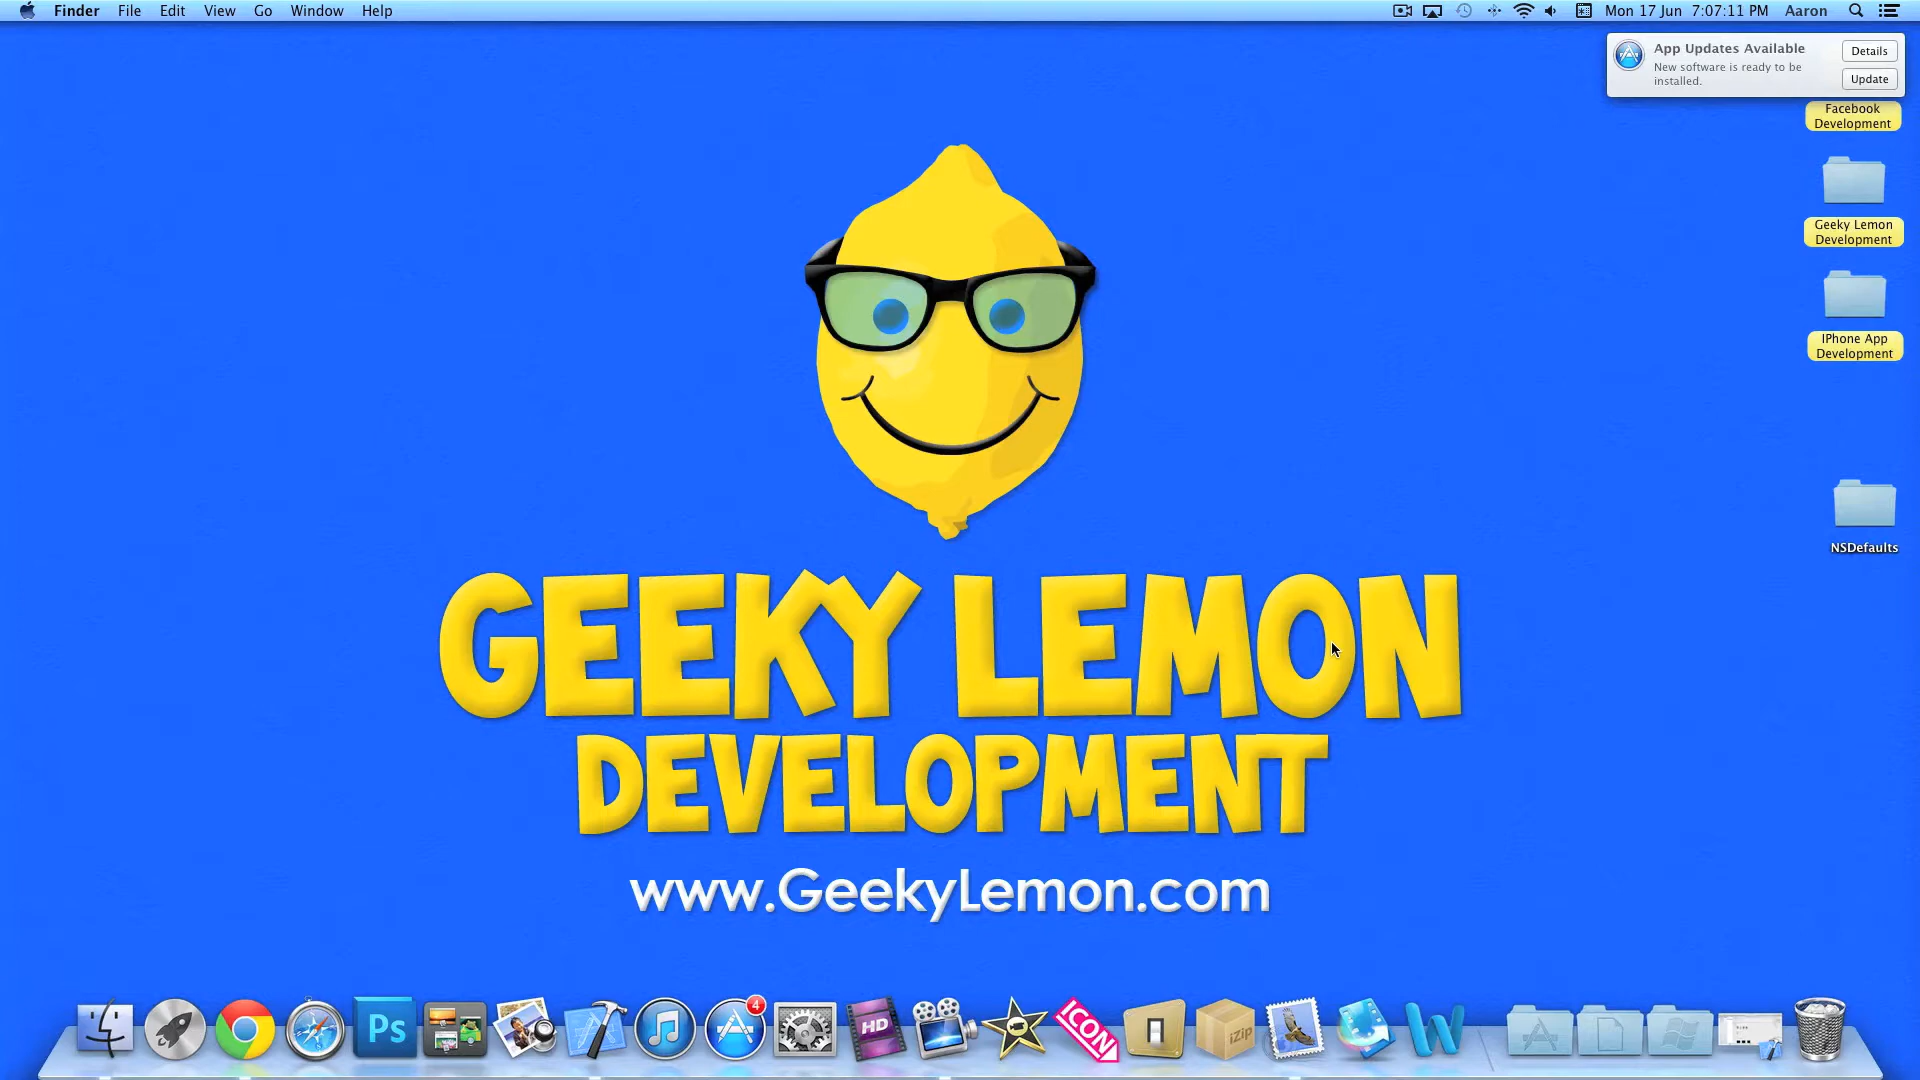 Finder File Edit View Go Window Help
Mon 17 Jun 7:07:11 PM Aaron
App Updates Available
New software is ready to be
installed.
Details
Update
Facebook
Development
Geeky Lemon
Development
IPhone App
Development
NSDefaults
GEEKY LEMON
DEVELOPMENT
www.GeekyLemon.com
Ps
4
HD
ICON
iZip
W